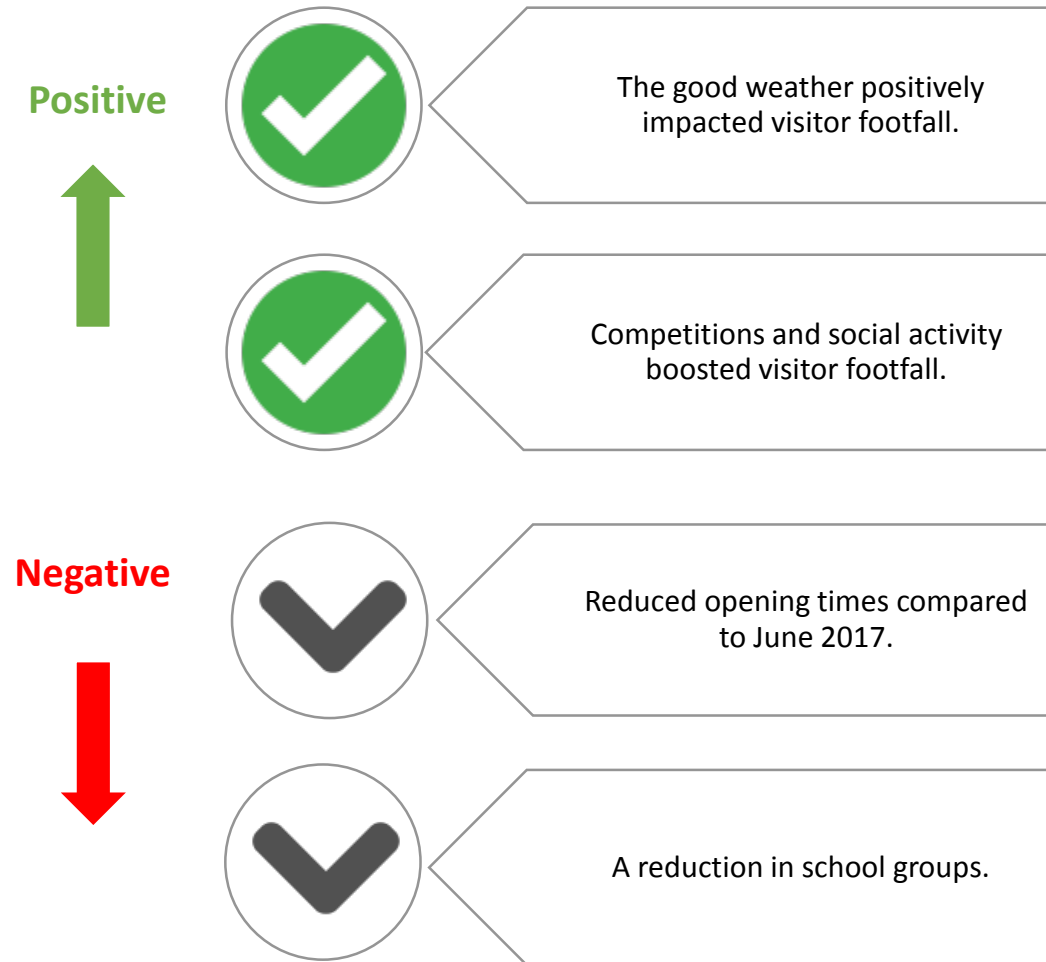 Positive
The good weather positively
impacted visitor footfall.
Competitions and social activity
boosted visitor footfall.
Negative
Reduced opening times compared
to June 2017.
A reduction in school groups.